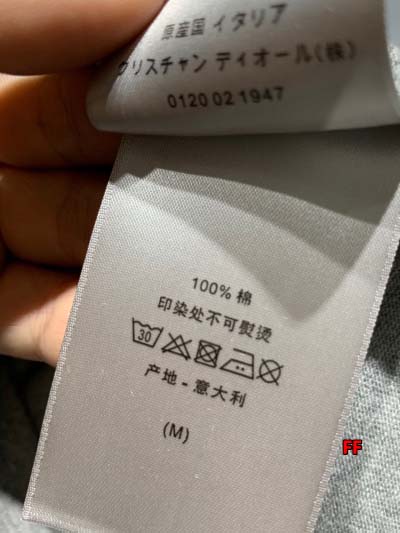 原産国 イタリア
クリスチャン ディオール(株)
0120 02 1947
100% 棉
印染处不可熨烫
30
产地 - 意大利
(M)
FF